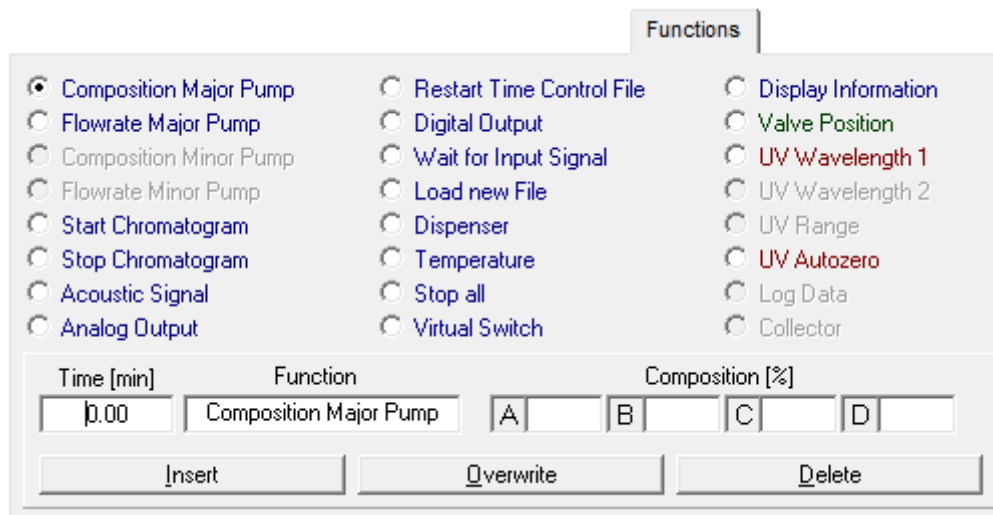 Functions
Composition Major Pump Restart Time Control File Display Information
Flowrate Major Pump Digital Output Valve Position
Composition Minor Pump Wait for Input Signal UV Wavelength 1
Flowrate Minor Pump Load new File UV Wavelength 2
Start Chromatogram Dispenser UV Range
Stop Chromatogram Temperature UV Autozero
Acoustic Signal Stop all Log Data
Analog Output Virtual Switch Collector
Time [min] Function Composition [%]
0.00 Composition Major Pump A B C D
Insert Overwrite Delete